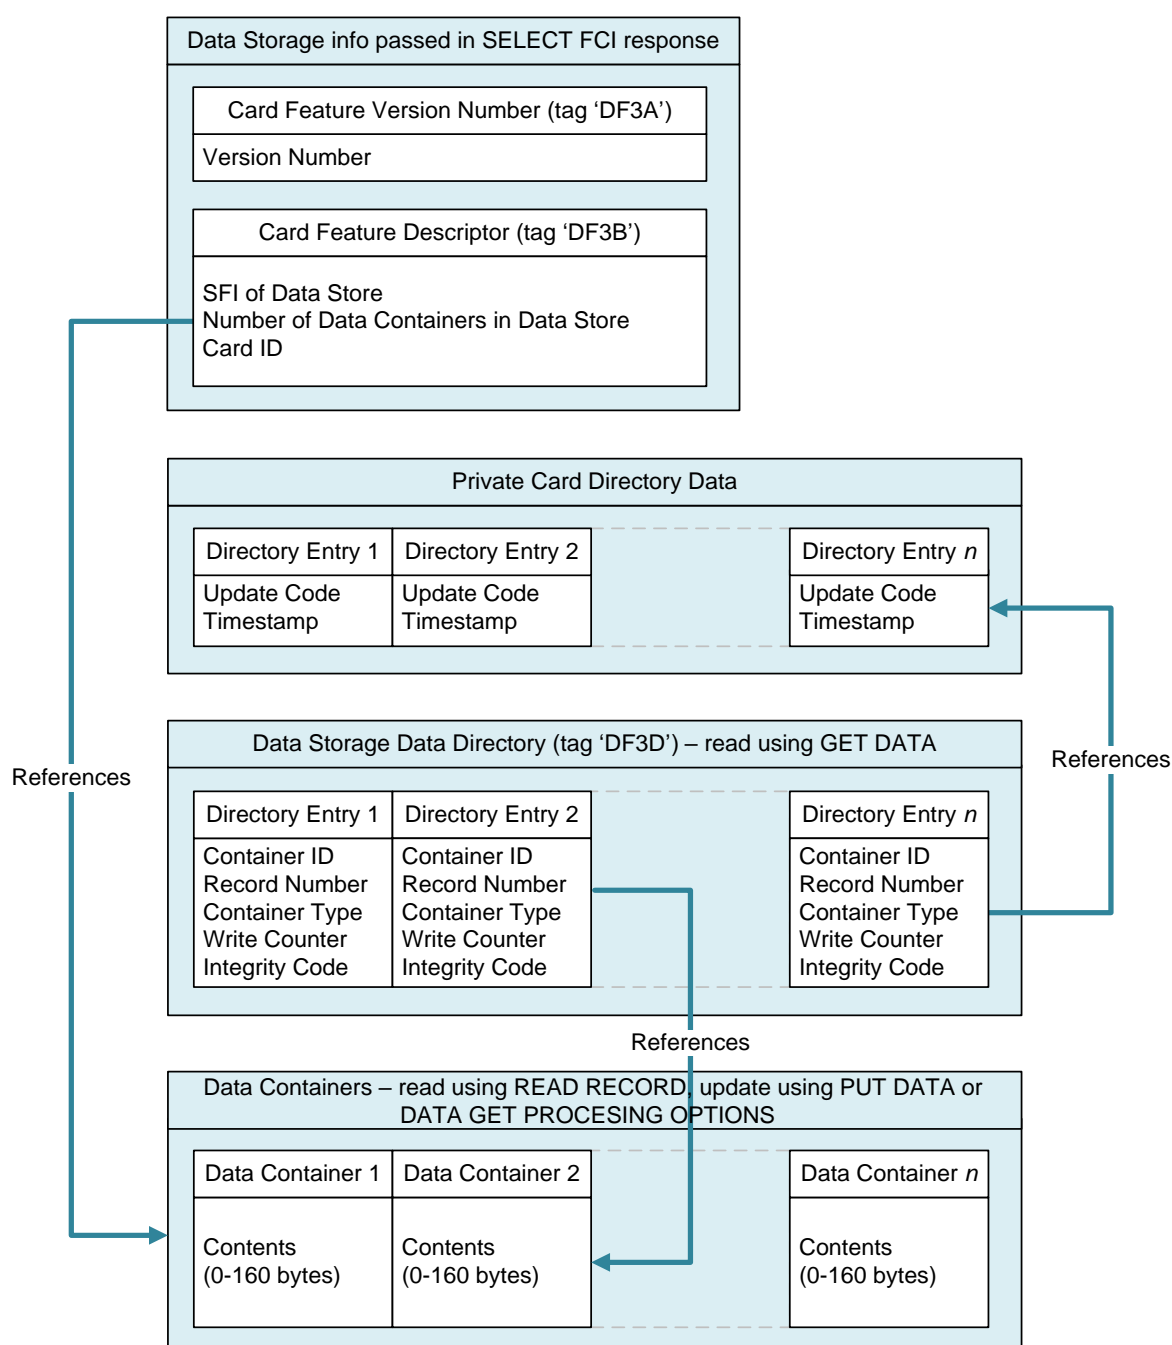 Data Storage info passed in SELECT FCI response
Card Feature Version Number (tag ‘DF3A’)
Version Number
Card Feature Descriptor (tag ‘DF3B’)
SFI of Data Store
Number of Data Containers in Data Store
Card ID
Private Card Directory Data
Directory Entry 1
Directory Entry 2
Directory Entry n
Update Code
Timestamp
Update Code
Timestamp
Update Code
Timestamp
References
References
Data Storage Data Directory (tag ‘DF3D’) – read using GET DATA
Directory Entry 1
Directory Entry 2
Directory Entry n
Container ID
Record Number
Container Type
Write Counter
Integrity Code
Container ID
Record Number
Container Type
Write Counter
Integrity Code
Container ID
Record Number
Container Type
Write Counter
Integrity Code
References
Data Containers – read using READ RECORD, update using PUT DATA or
DATA GET PROCESING OPTIONS
Data Container 1
Data Container 2
Data Container n
Contents
(0-160 bytes)
Contents
(0-160 bytes)
Contents
(0-160 bytes)